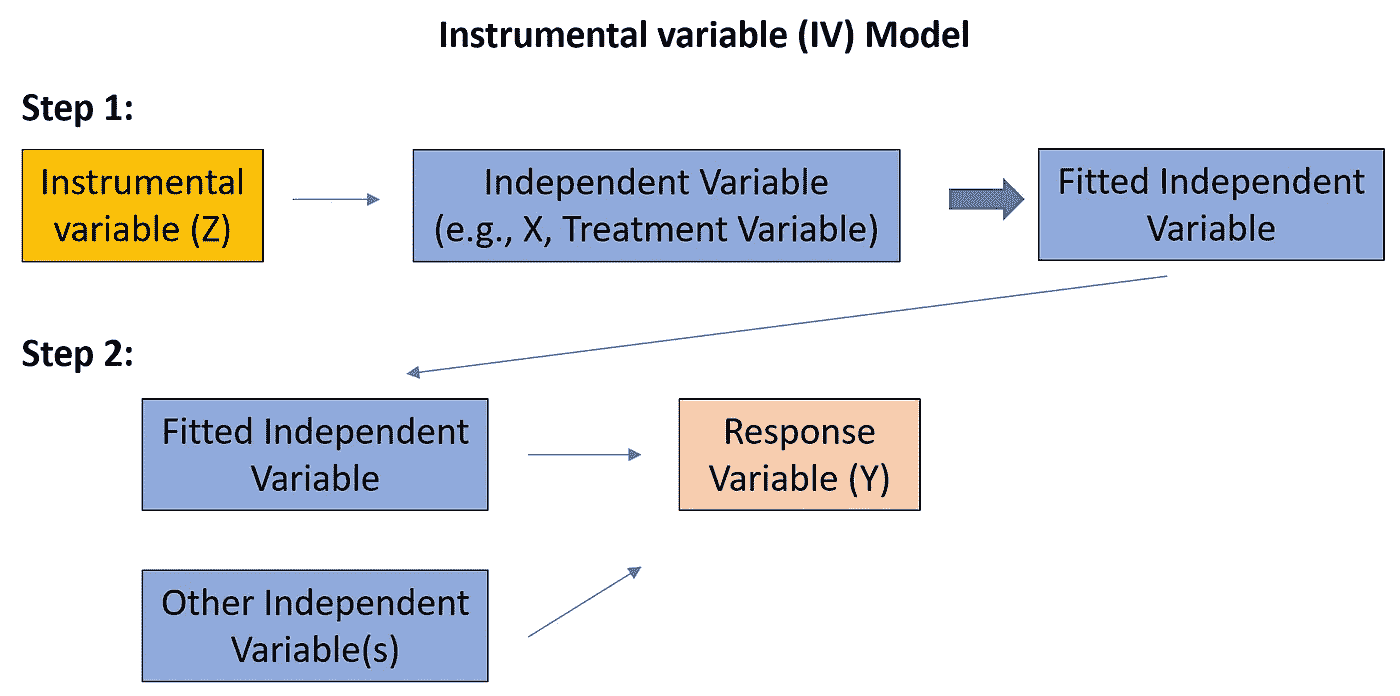 Instrumental variable (IV) Model
Step 1:
Instrumental
variable (Z)
Independent Variable
(e.g., X, Treatment Variable)
Fitted Independent
Variable
Step 2:
Fitted Independent
Variable
Response
Variable (Y)
Other Independent
Variable(s)